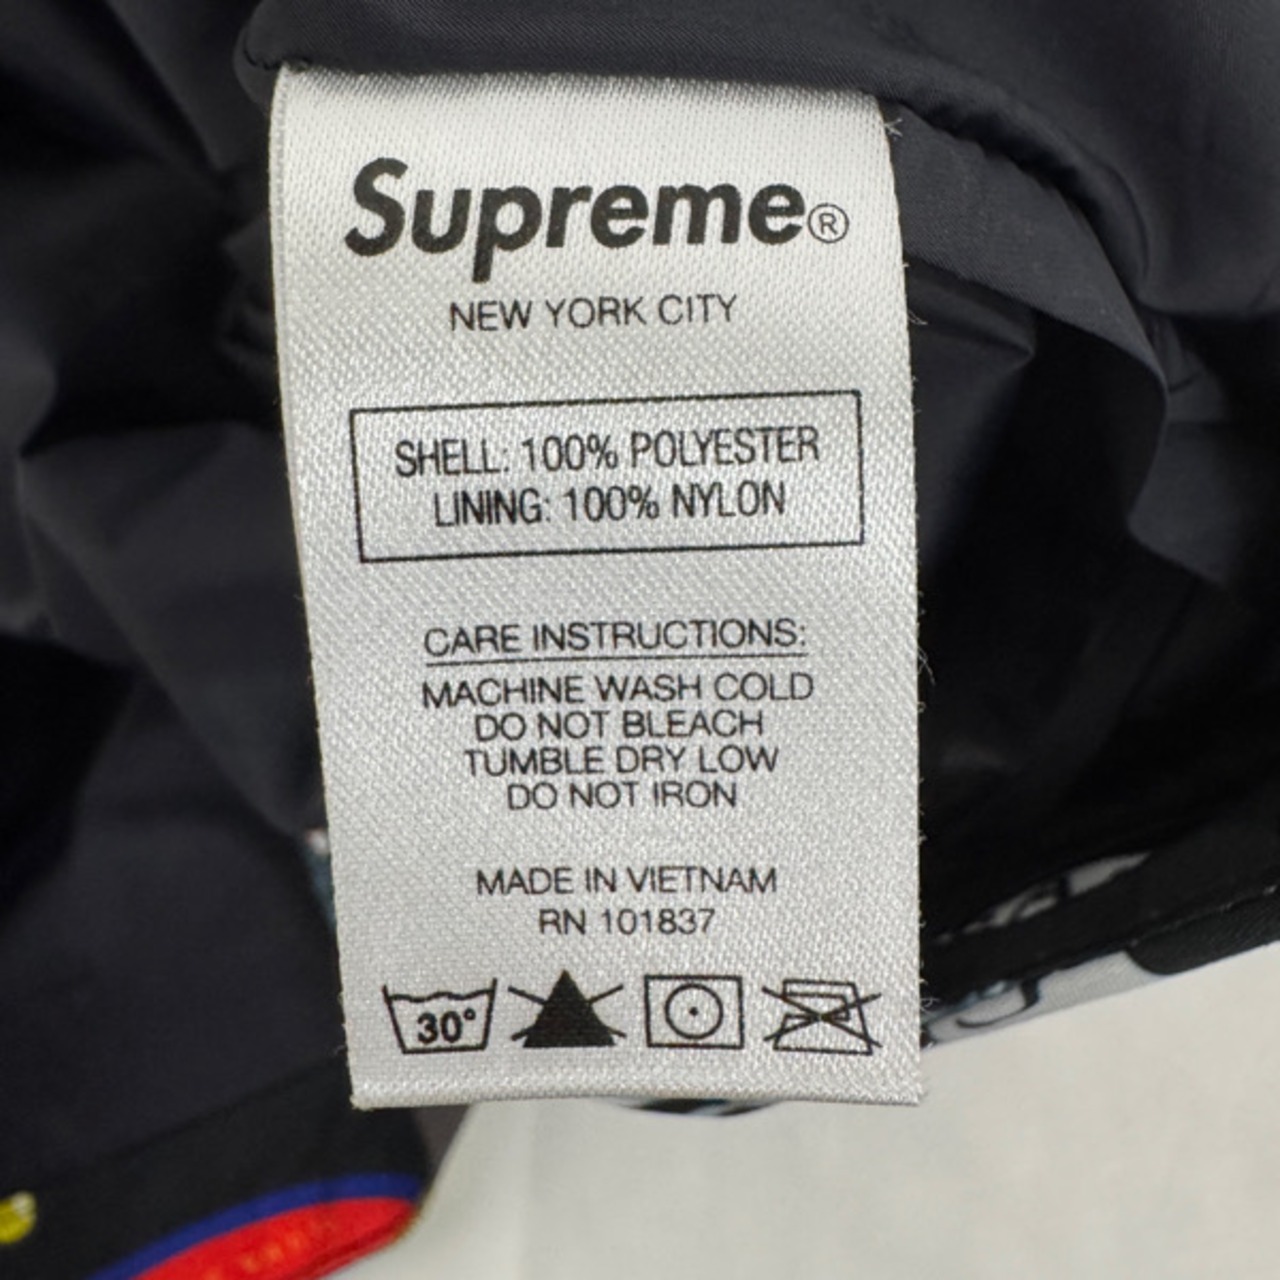 Supreme®
NEW YORK CITY
SHELL: 100% POLYESTER
LINING: 100% NYLON
CARE INSTRUCTIONS:
MACHINE WASH COLD
DO NOT BLEACH
TUMBLE DRY LOW
DO NOT IRON
MADE IN VIETNAM
RN 101837
30°